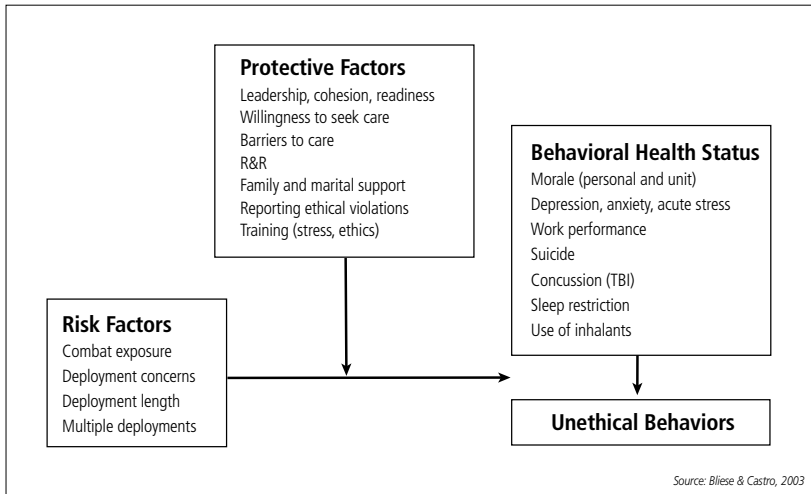 Protective Factors
Leadership, cohesion, readiness
Willingness to seek care
Barriers to care
R&R
Family and marital support
Reporting ethical violations
Training (stress, ethics)
Behavioral Health Status
Morale (personal and unit)
Depression, anxiety, acute stress
Work performance
Suicide
Concussion (TBI)
Sleep restriction
Use of inhalants
Risk Factors
Combat exposure
Deployment concerns
Deployment length
Multiple deployments
Unethical Behaviors
Source: Bliese & Castro, 2003